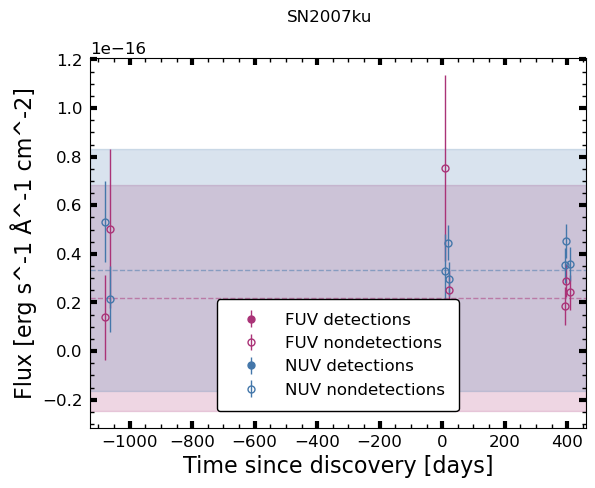 SN2007ku
1e−16
1.2
1.0
0.8
0.6
0.4
0.2
0.0
−0.2
Flux [erg s^-1 Å^-1 cm^-2]
FUV detections
FUV nondetections
NUV detections
NUV nondetections
−1000 −800 −600 −400 −200 0 200 400
Time since discovery [days]